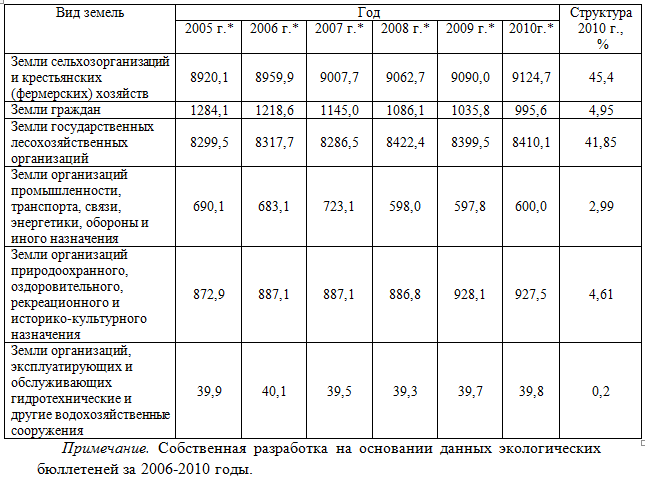 Вид земель Год Структура 2010 г., %
2005 г.* 2006 г.* 2007 г.* 2008 г.* 2009 г.* 2010г.*
Земли сельхозорганизаций
и крестьянских
(фермерских) хозяйств
8920,1 8959,9 9007,7 9062,7 9090,0 9124,7 45,4
Земли граждан 1284,1 1218,6 1145,0 1086,1 1035,8 995,6 4,95
Земли государственных
лесохозяйственных
организаций
8299,5 8317,7 8286,5 8422,4 8399,5 8410,1 41,85
Земли организаций
промышленности,
транспорта, связи,
энергетики, обороны и
иного назначения
690,1 683,1 723,1 598,0 597,8 600,0 2,99
Земли организаций
природоохранного,
оздоровительного,
рекреационного и
историко-культурного
назначения
872,9 887,1 887,1 886,8 928,1 927,5 4,61
Земли организаций,
эксплуатирующих и
обслуживающих
гидротехнические и
другие водохозяйственные
сооружения
39,9 40,1 39,5 39,3 39,7 39,8 0,2
Примечание. Собственная разработка на основании данных экологических
бюллетеней за 2006-2010 годы.